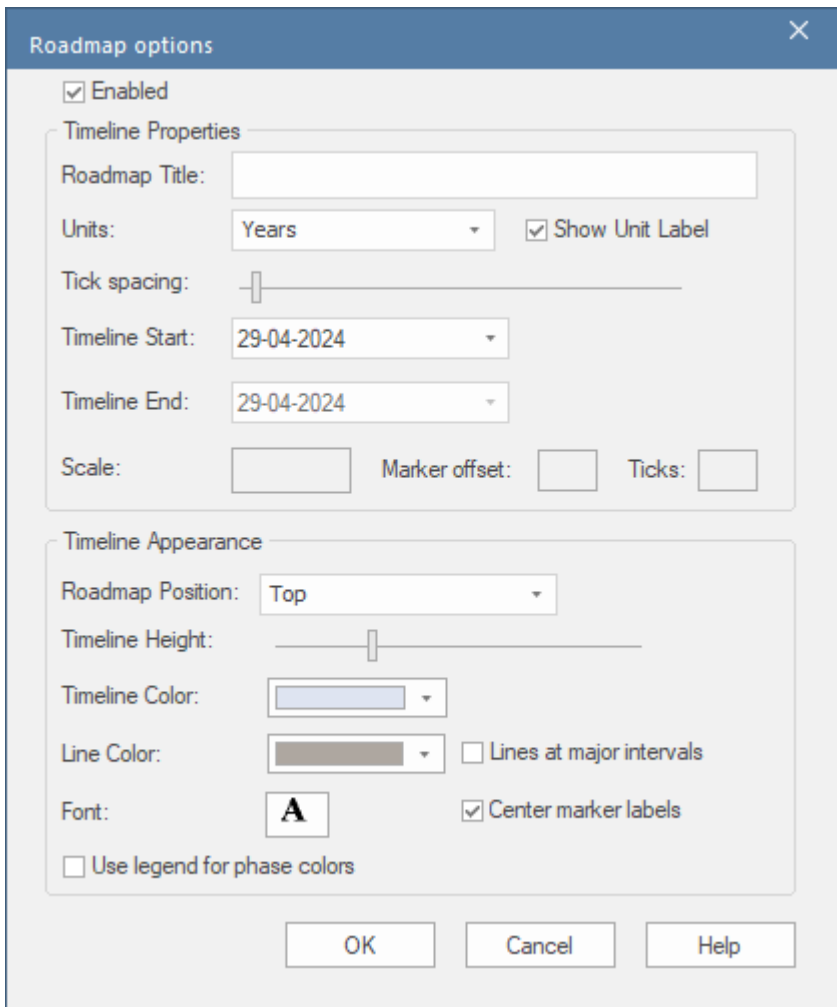 Roadmap options
Enabled
Timeline Properties
Roadmap Title:
Units: Years Show Unit Label
Tick spacing:
Timeline Start: 29-04-2024
Timeline End: 29-04-2024
Scale: Marker offset: Ticks:
Timeline Appearance
Roadmap Position: Top
Timeline Height:
Timeline Color:
Line Color: Lines at major intervals
Font: A Center marker labels
Use legend for phase colors
OK Cancel Help